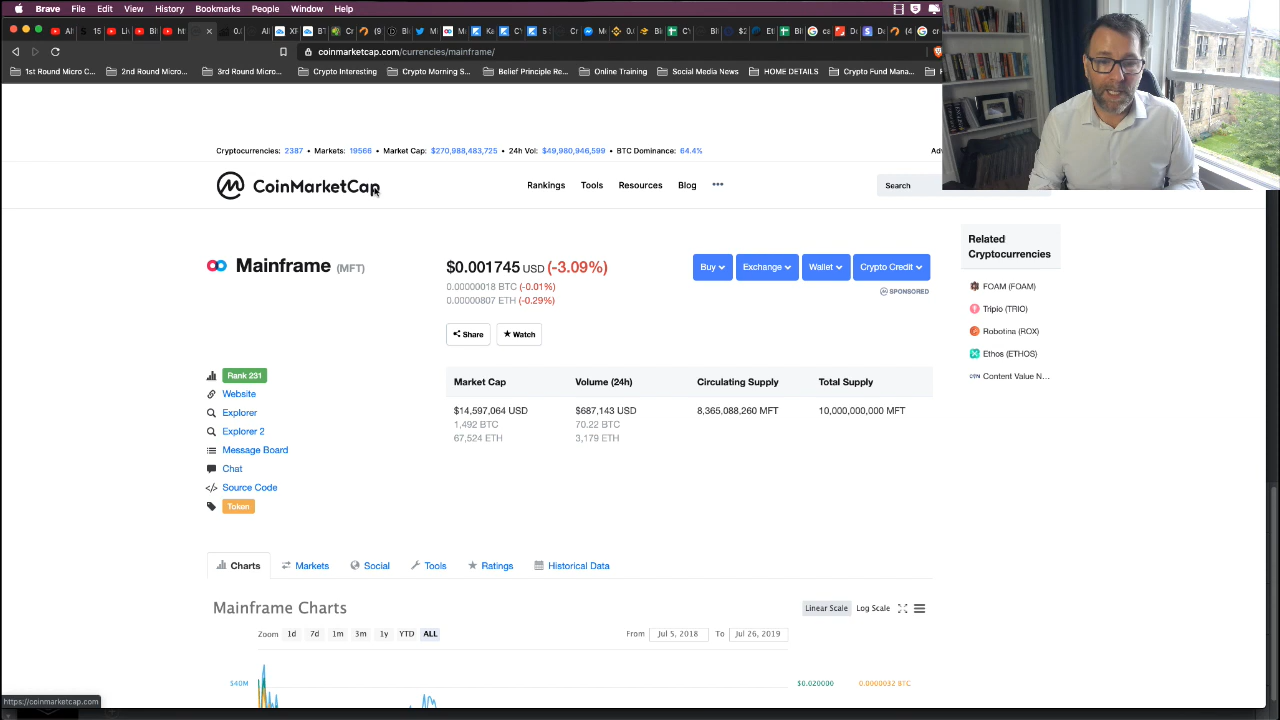 Brave File Edit View History Bookmarks People Window Help
coinmarketcap.com/currencies/mainframe/
1st Round Micro C... 2nd Round Micro... 3rd Round Micro... Crypto Interesting Crypto Morning S... Belief Principle Re... Online Training Social Media News HOME DETAILS Crypto Fund Mana...
Cryptocurrencies: 2387 • Markets: 19566 • Market Cap: $270,988,483,725 • 24h Vol: $49,980,946,599 • BTC Dominance: 64.4%
CoinMarketCap Rankings Tools Resources Blog ••• Search
Mainframe (MFT)
$0.001745 USD (-3.09%)
0.00000018 BTC (-0.01%)
0.00000807 ETH (-0.29%)
Buy Exchange Wallet Crypto Credit
SPONSORED
Share Watch
Related
Cryptocurrencies
FOAM (FOAM)
Tripio (TRIO)
Robotina (ROX)
Ethos (ETHOS)
Content Value N...
Rank 231
Website
Explorer
Explorer 2
Message Board
Chat
Source Code
Token
Market Cap Volume (24h) Circulating Supply Total Supply
$14,597,064 USD $687,143 USD 8,365,088,260 MFT 10,000,000,000 MFT
1,492 BTC 70.22 BTC
67,524 ETH 3,179 ETH
Charts Markets Social Tools Ratings Historical Data
Mainframe Charts
Linear Scale Log Scale
Zoom 1d 7d 1m 3m 1y YTD ALL From Jul 5, 2018 To Jul 26, 2019
$40M $0.020000 0.0000032 BTC
https://coinmarketcap.com